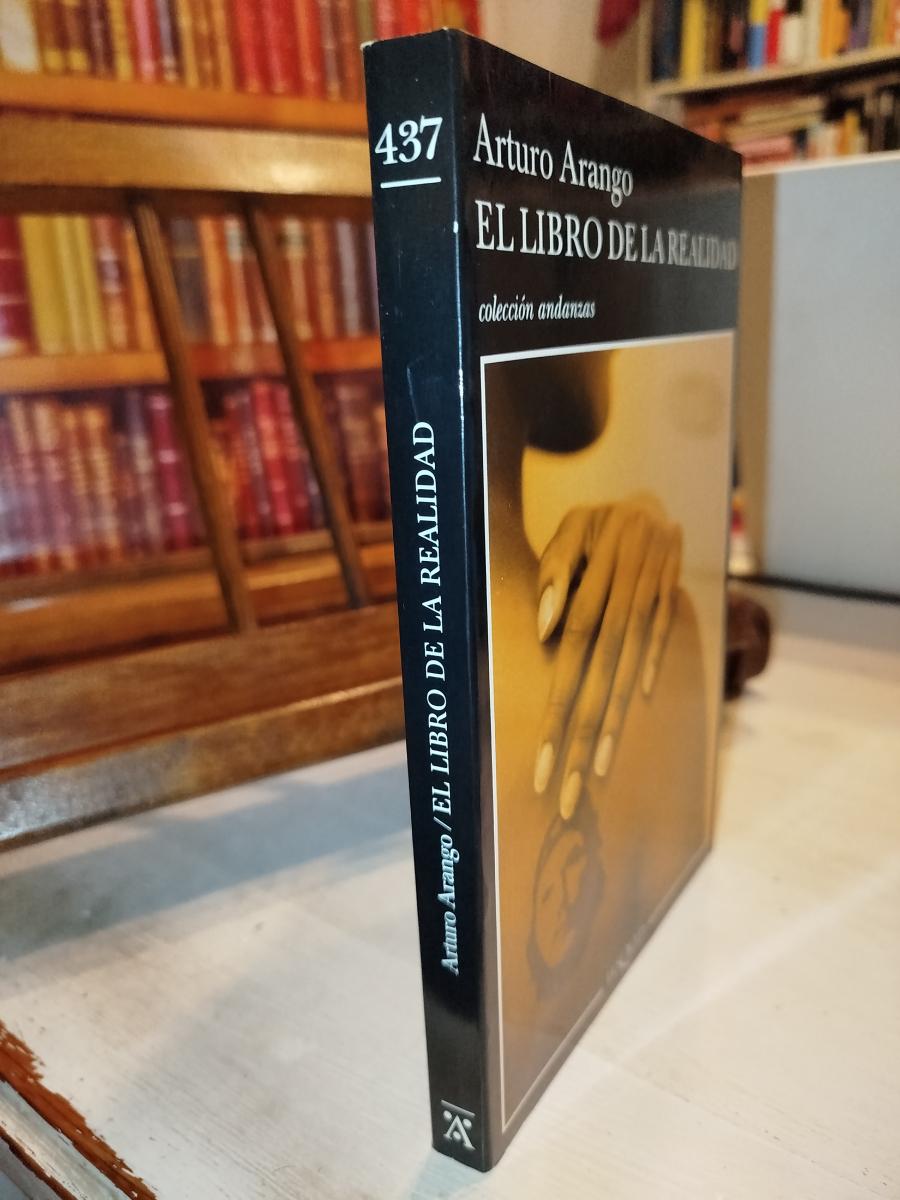 437
Arturo Arango / EL LIBRO DE LA REALIDAD
Arturo Arango
EL LIBRO DE LA REALIDAD
colección andanzas